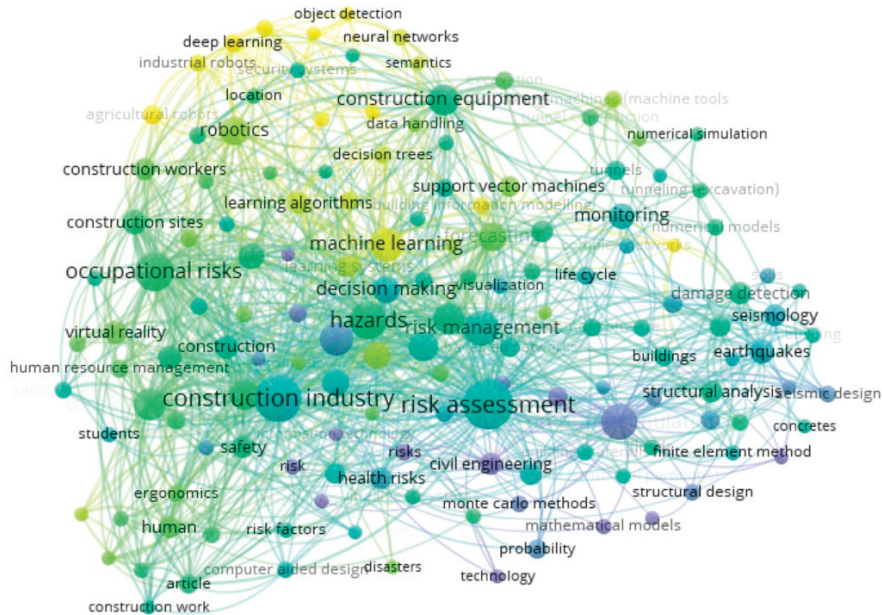 object detection
deep learning
neural networks
industrial robots
security systems
semantics
location
construction equipment
agricultural robots
robotics
data handling
numerical simulation
construction workers
decision trees
tunnels
support vector machines
tunneling (excavation)
learning algorithms
building information modelling
construction sites
monitoring
numerical models
machine learning
forecasting
occupational risks
learning systems
visualization
life cycle
decision making
damage detection
seismology
hazards
risk management
virtual reality
construction
buildings
earthquakes
human resource management
construction industry
risk assessment
structural analysis
seismic design
students
concretes
safety
risks
risk
civil engineering
finite element method
health risks
ergonomics
structural design
monte carlo methods
human
risk factors
mathematical models
probability
computer aided design
disasters
article
technology
construction work